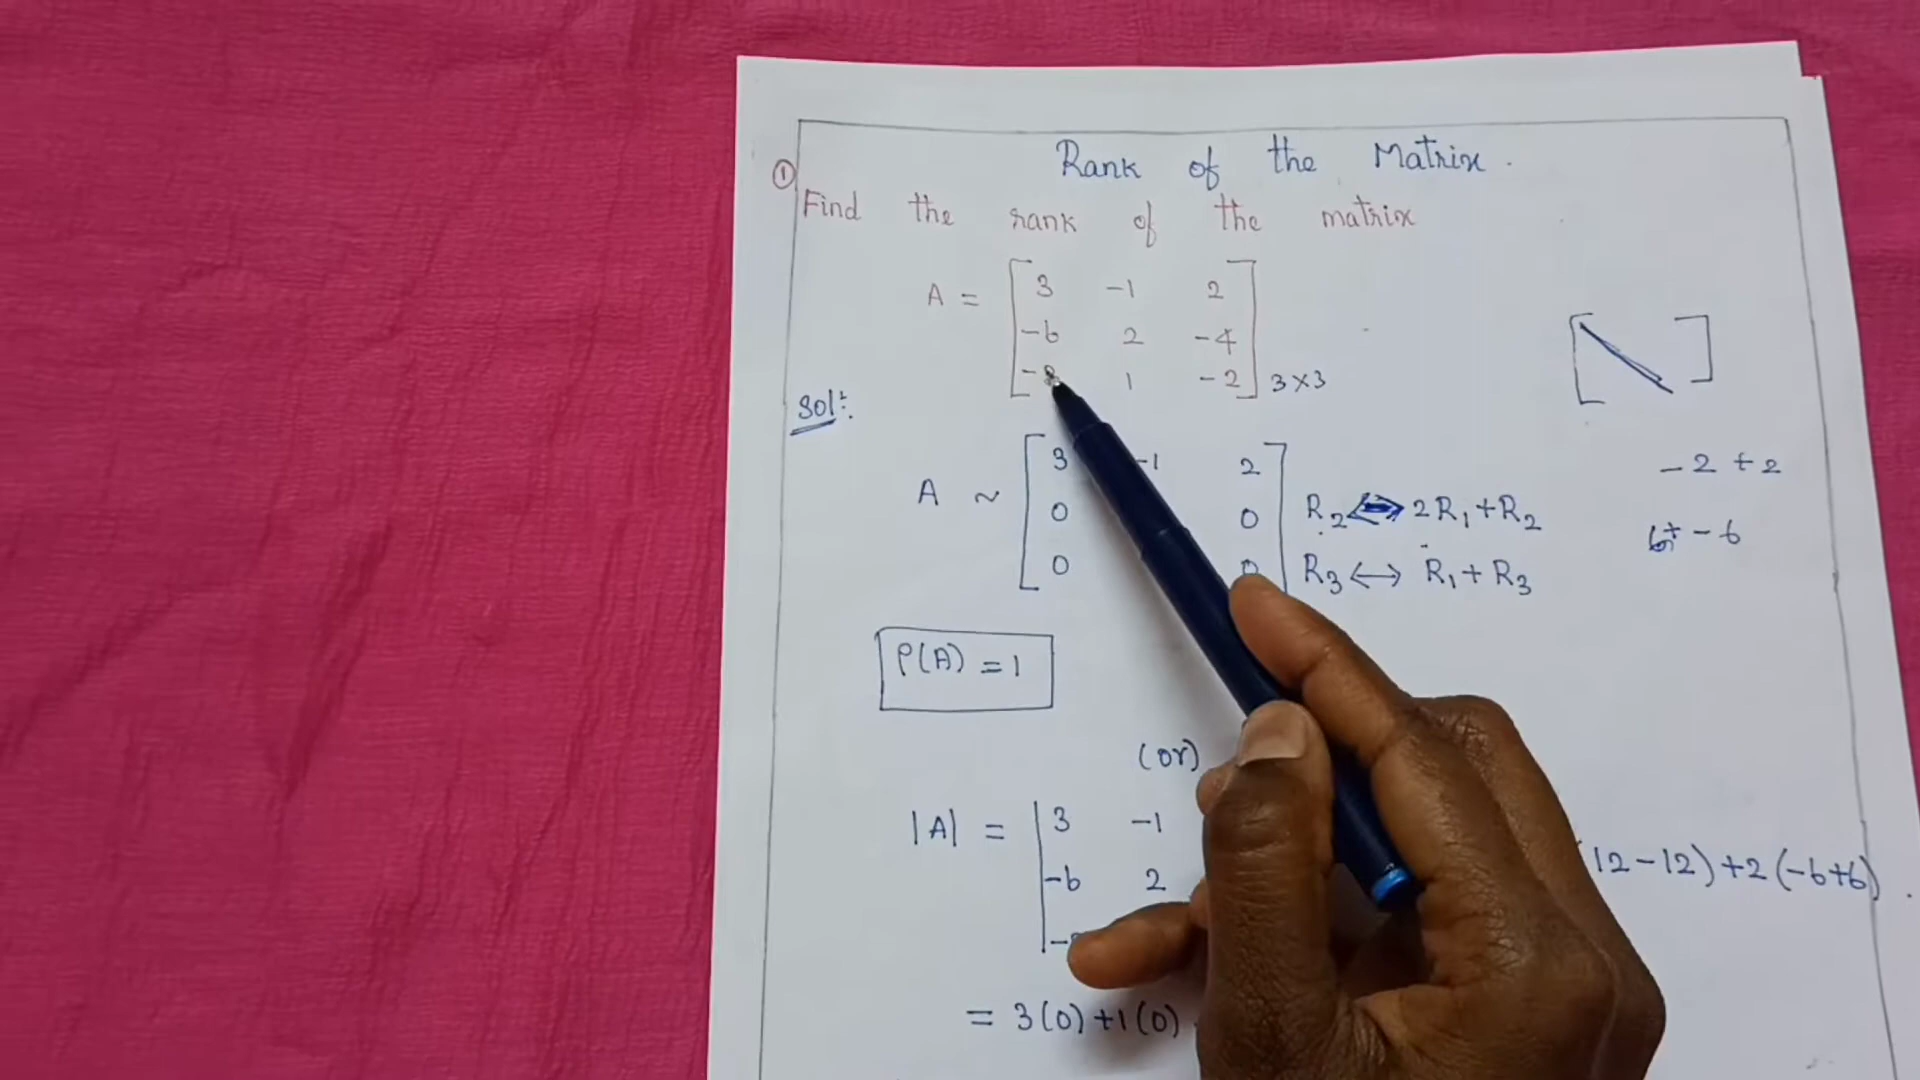 Rank of the Matrix.
①
Find the rank of the matrix
A = [3 -1 2
-6 2 -4
1 -2] 3×3
Sol:
-2 + 2
6+ - 6
A ~ [3 -1 2
0 0
0 0]
R2 ↔ 2R1+R2
R3 ↔ R1+R3
ρ(A) = 1
(or)
|A| = |3 -1
-6 2
12-12)+2(-6+6).
= 3(0)+1(0)